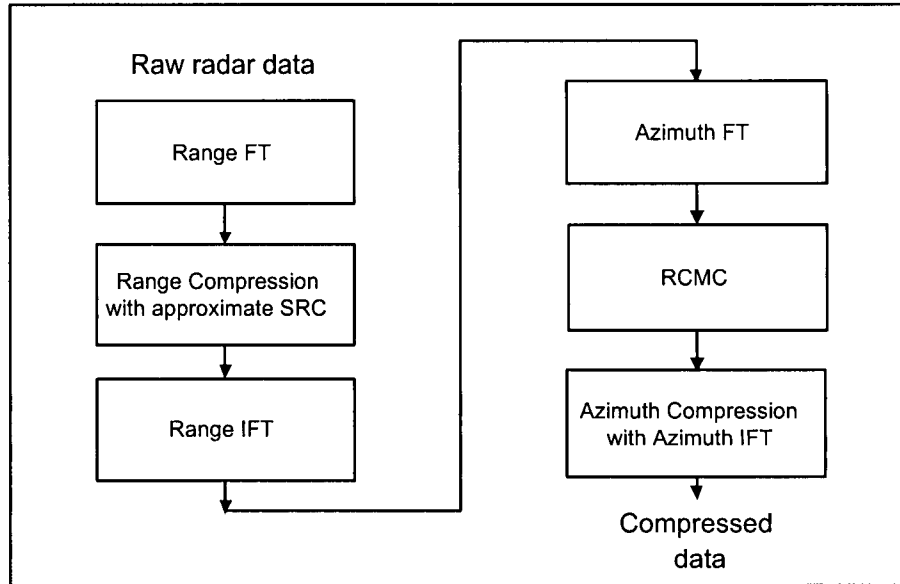 Raw radar data
Range FT
Range Compression
with approximate SRC
Range IFT
Azimuth FT
RCMC
Azimuth Compression
with Azimuth IFT
Compressed
data